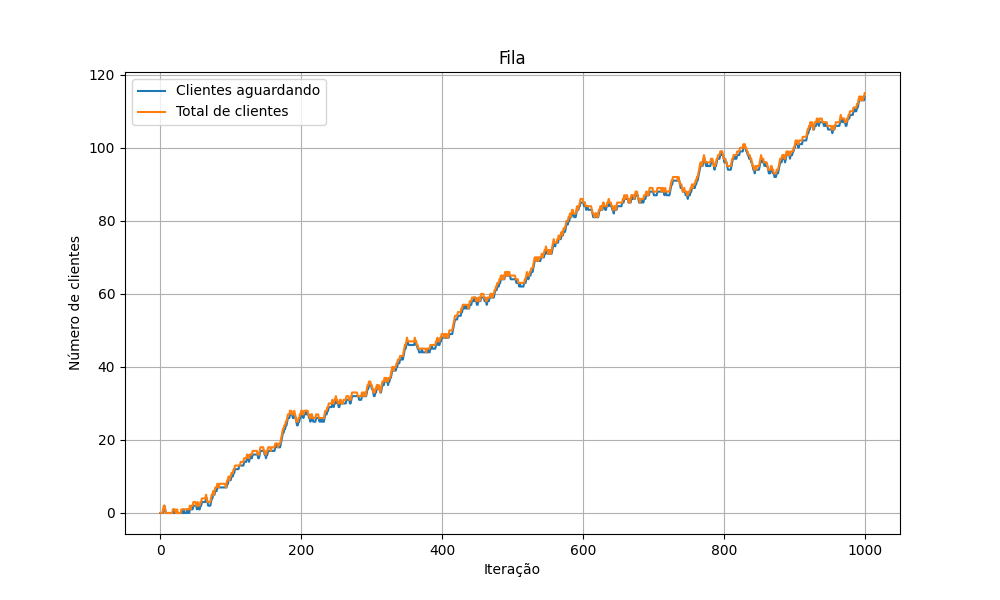 Fila
Clientes aguardando
Total de clientes
120
100
80
60
40
20
0
Número de clientes
0 200 400 600 800 1000
Iteração